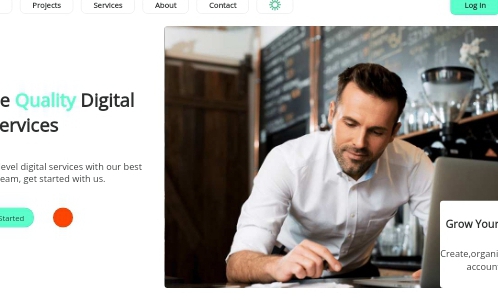 Projects Services About Contact Log In
e Quality Digital
ervices
level digital services with our best
eam, get started with us.
Started
Grow Your
Create,organi
accoun